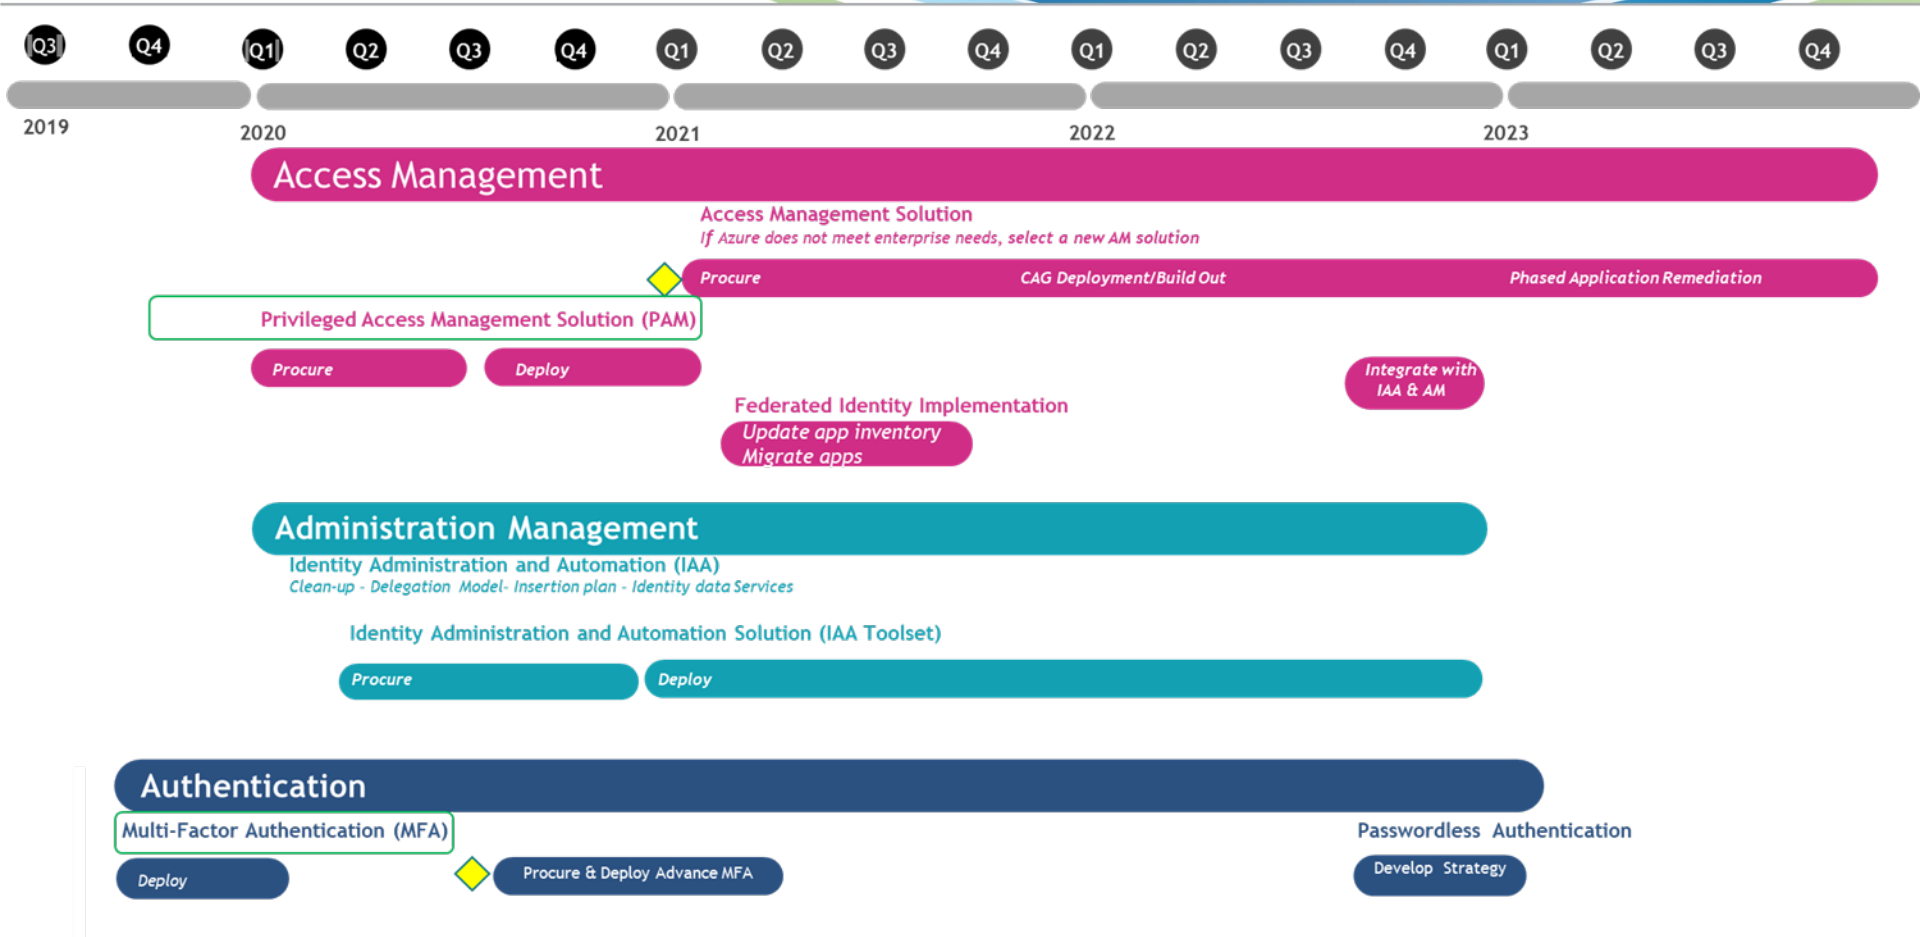 Q3 Q4 Q1 Q2 Q3 Q4 Q1 Q2 Q3 Q4 Q1 Q2 Q3 Q4 Q1 Q2 Q3 Q4
2019 2020 2021 2022 2023
Access Management
Access Management Solution
If Azure does not meet enterprise needs, select a new AM solution
Procure CAG Deployment/Build Out Phased Application Remediation
Privileged Access Management Solution (PAM)
Procure Deploy
Integrate with
IAA & AM
Federated Identity Implementation
Update app inventory
Migrate apps
Administration Management
Identity Administration and Automation (IAA)
Clean-up - Delegation Model- Insertion plan - Identity data Services
Identity Administration and Automation Solution (IAA Toolset)
Procure Deploy
Authentication
Multi-Factor Authentication (MFA) Passwordless Authentication
Deploy Procure & Deploy Advance MFA Develop Strategy